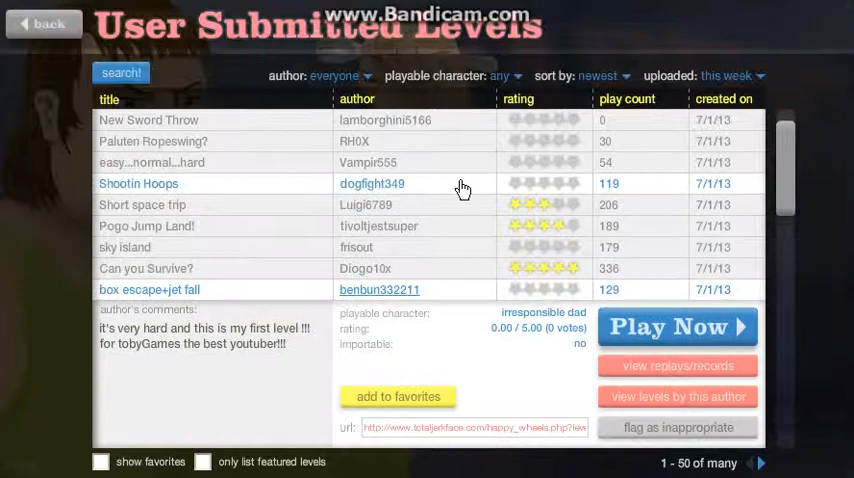 www.Bandicam.com
back
User Submitted Levels
search!
author: everyone playable character: any sort by: newest uploaded: this week
title author rating play count created on
New Sword Throw lamborghini5166 0 7/1/13
Paluten Ropeswing? RH0X 30 7/1/13
easy...normal...hard Vampir555 54 7/1/13
Shootin Hoops dogfight349 119 7/1/13
Short space trip Luigi6789 206 7/1/13
Pogo Jump Land! tivoltjestsuper 189 7/1/13
sky island frisout 179 7/1/13
Can you Survive? Diogo10x 336 7/1/13
box escape+jet fall benbun332211 129 7/1/13
author's comments:
it's very hard and this is my first level !!!
for tobyGames the best youtuber!!!
playable character: irresponsible dad
rating: 0.00 / 5.00 (0 votes)
importable: no
Play Now
view replays/records
add to favorites
view levels by this author
url: http://www.totaljerkface.com/happy_wheels.php?lev
flag as inappropriate
show favorites only list featured levels
1 - 50 of many